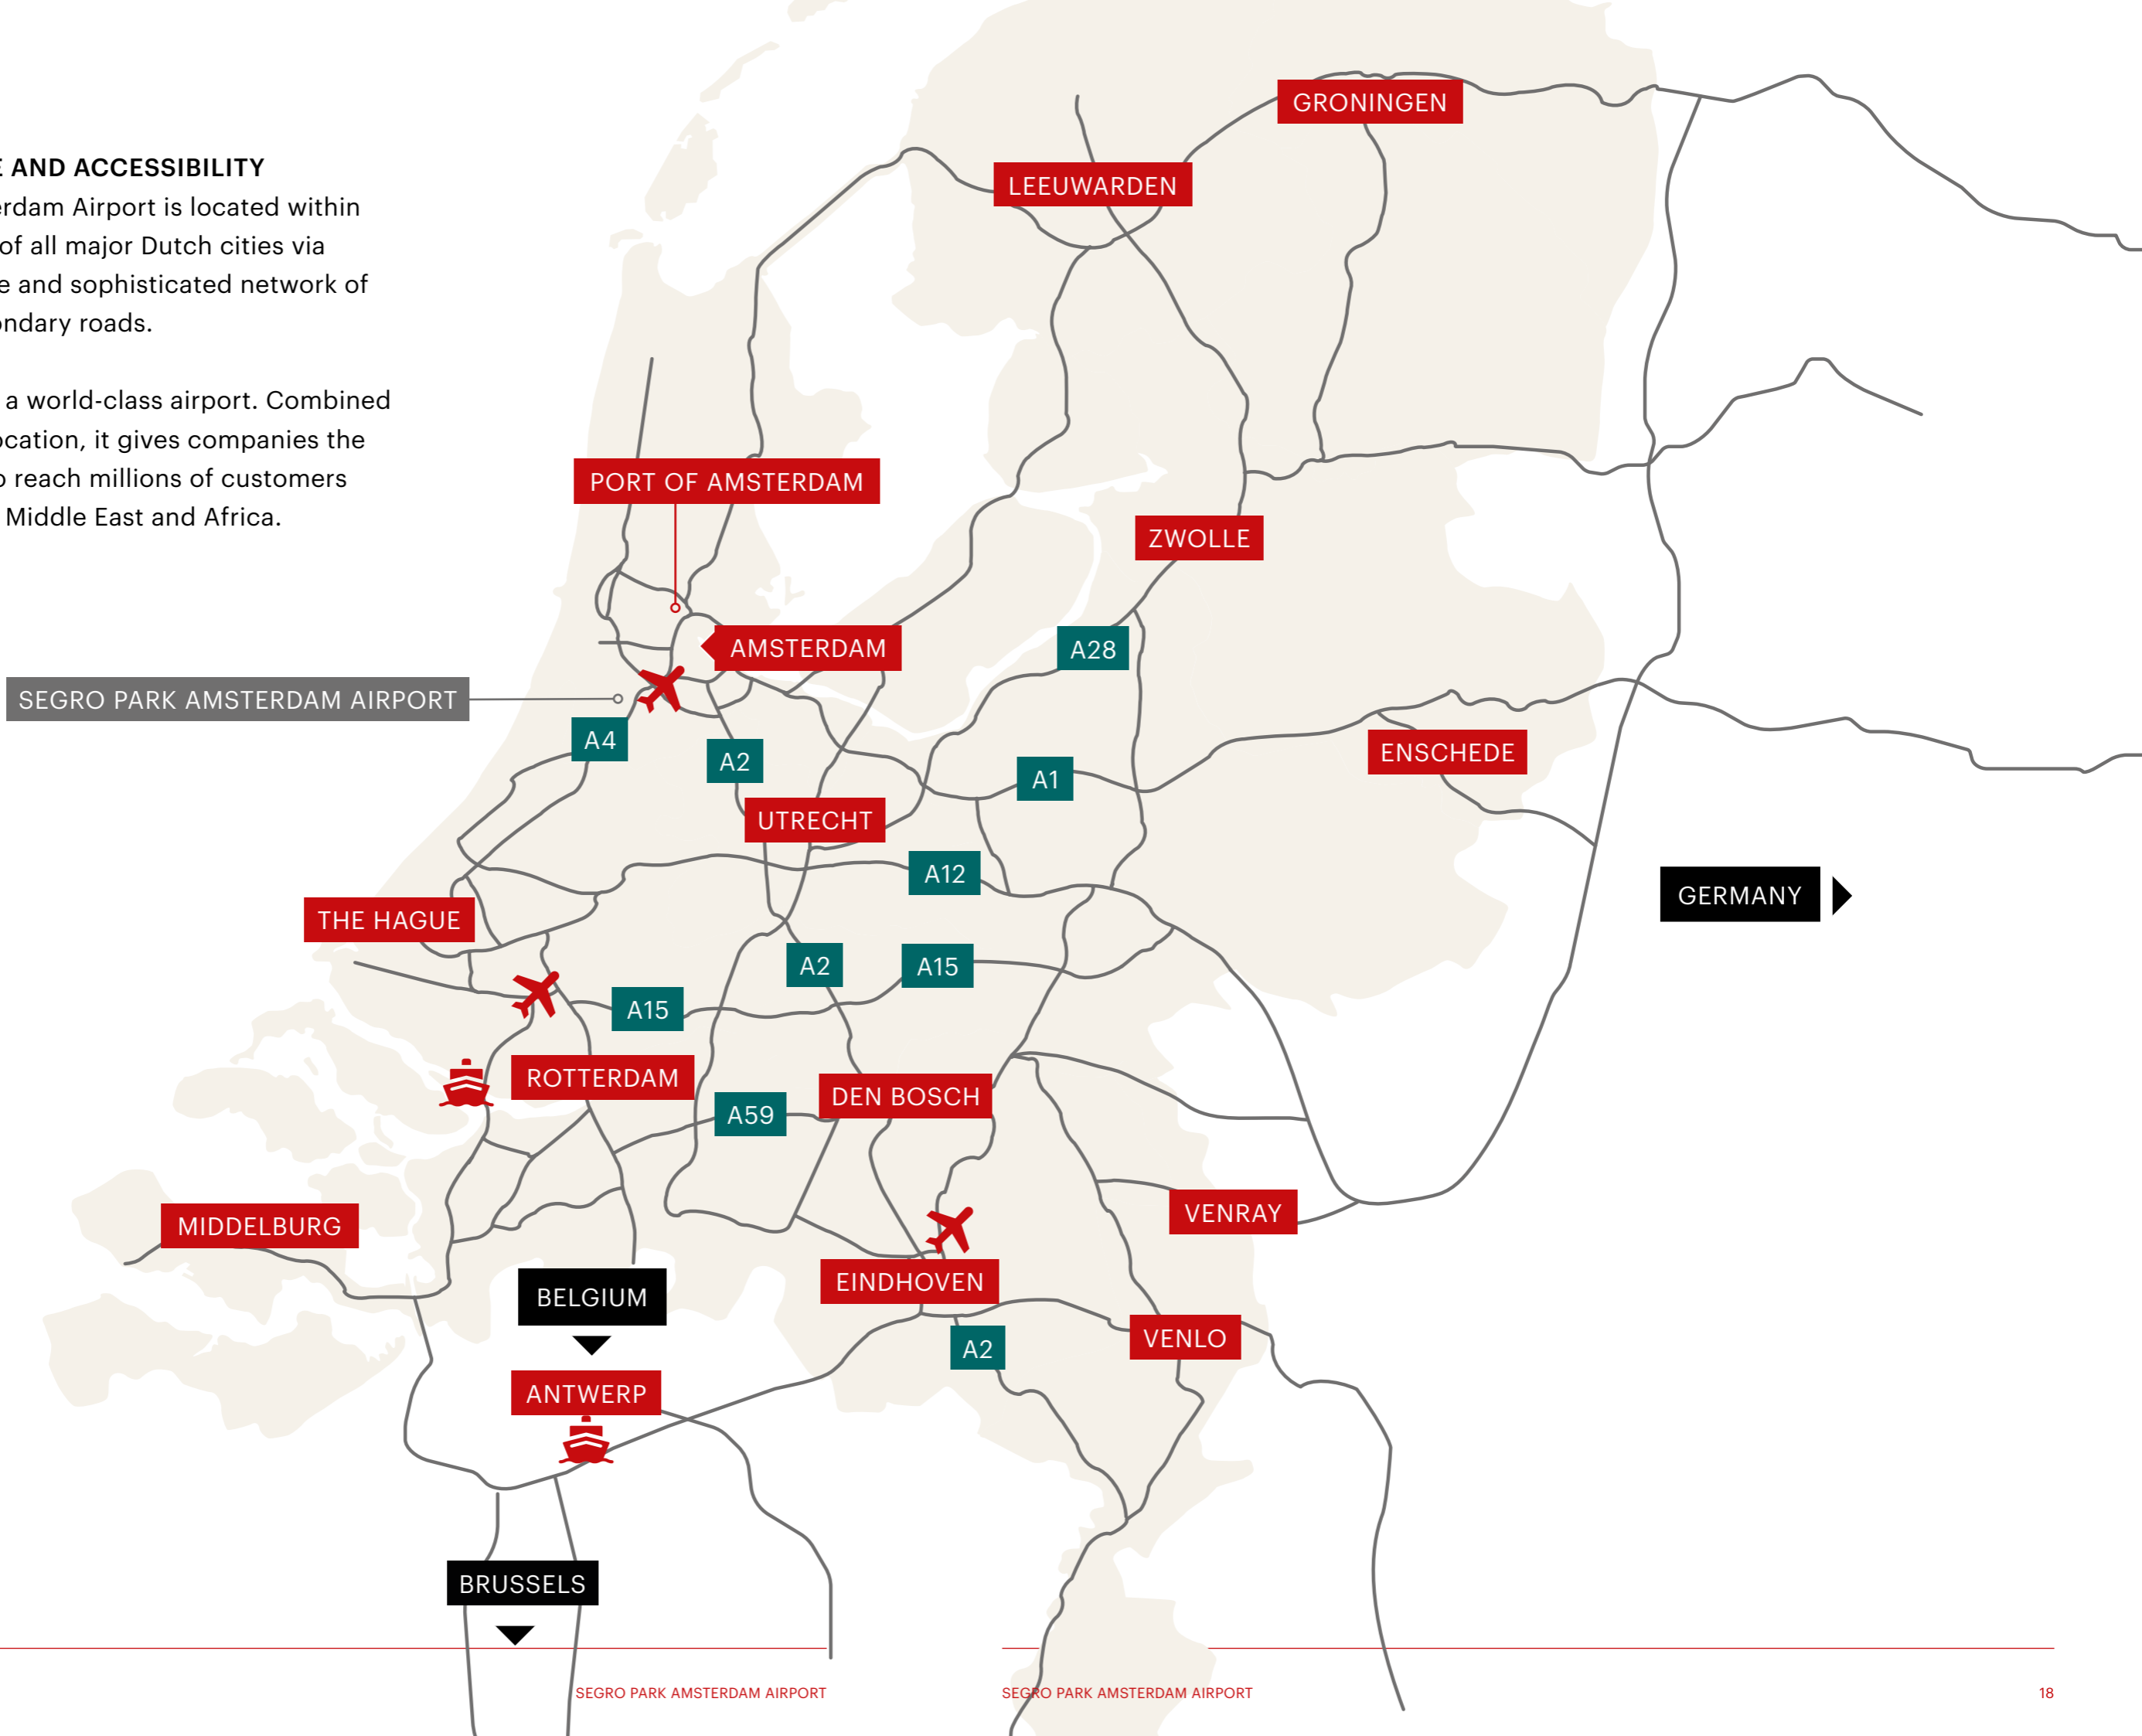 AND ACCESSIBILITY
Airport is located within
of all major Dutch cities via
and sophisticated network of
roads.
a world-class airport. Combined
it gives companies the
reach millions of customers
Middle East and Africa.
GRONINGEN
LEEUWARDEN
PORT OF AMSTERDAM
ZWOLLE
AMSTERDAM
A28
SEGRO PARK AMSTERDAM AIRPORT
A4
A2
A1
ENSCHEDE
UTRECHT
A12
GERMANY
THE HAGUE
A2
A15
A15
ROTTERDAM
DEN BOSCH
A59
MIDDELBURG
VENRAY
BELGIUM
EINDHOVEN
VENLO
A2
ANTWERP
BRUSSELS
SEGRO PARK AMSTERDAM AIRPORT
SEGRO PARK AMSTERDAM AIRPORT
18